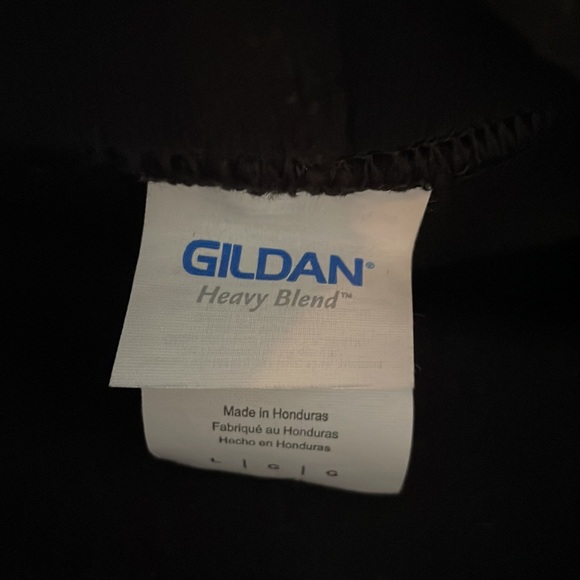 GILDAN®
Heavy Blend™
Made in Honduras
Fabriqué au Honduras
Hecho en Honduras
L | G | G